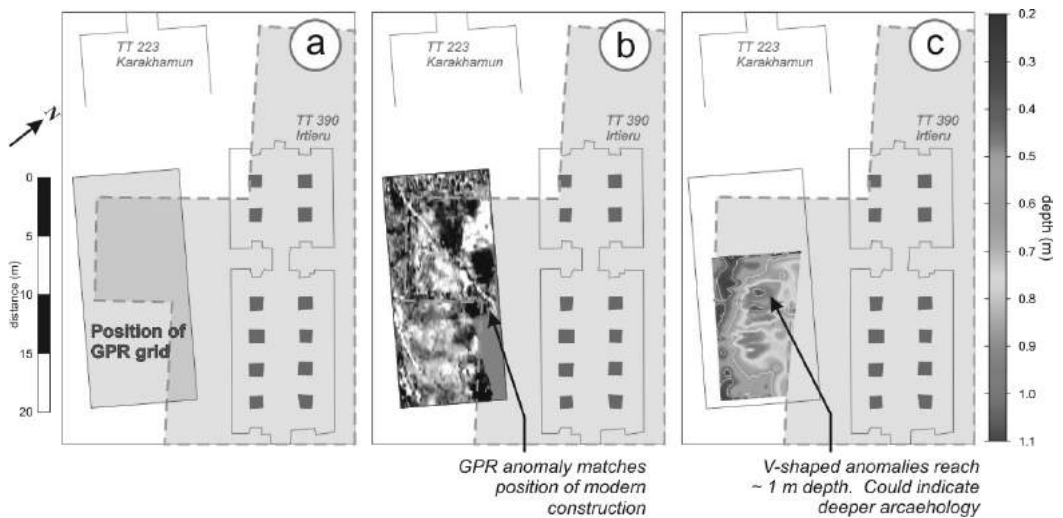 a
b
c
TT 223
Karakhamun
TT 223
Karakhamun
TT 223
Karakhamun
N
TT 390
Irtieru
TT 390
Irtieru
TT 390
Irtieru
0
5
10
15
20
distance (m)
Position of
GPR grid
0.2
0.3
0.4
0.5
0.6
0.7
0.8
0.9
1.0
1.1
depth (m)
GPR anomaly matches
position of modern
construction
V-shaped anomalies reach
~ 1 m depth. Could indicate
deeper arcaehology